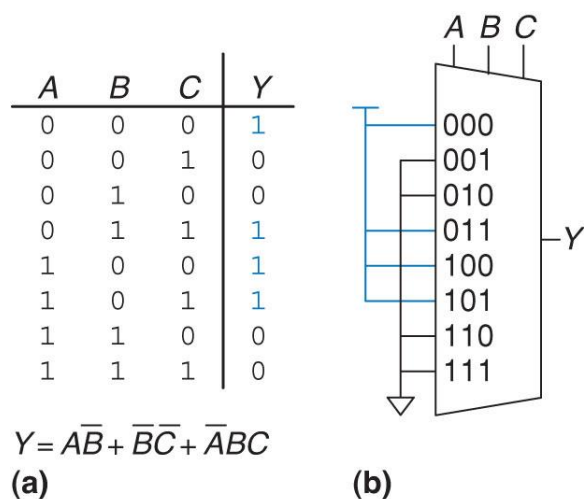 A B C Y
0 0 0 1
0 0 1 0
0 1 0 0
0 1 1 1
1 0 0 1
1 0 1 1
1 1 0 0
1 1 1 0
Y = AB̅ + B̅C̅ + A̅BC
(a)
A B C
000
001
010
011
100
101
110
111
Y
(b)